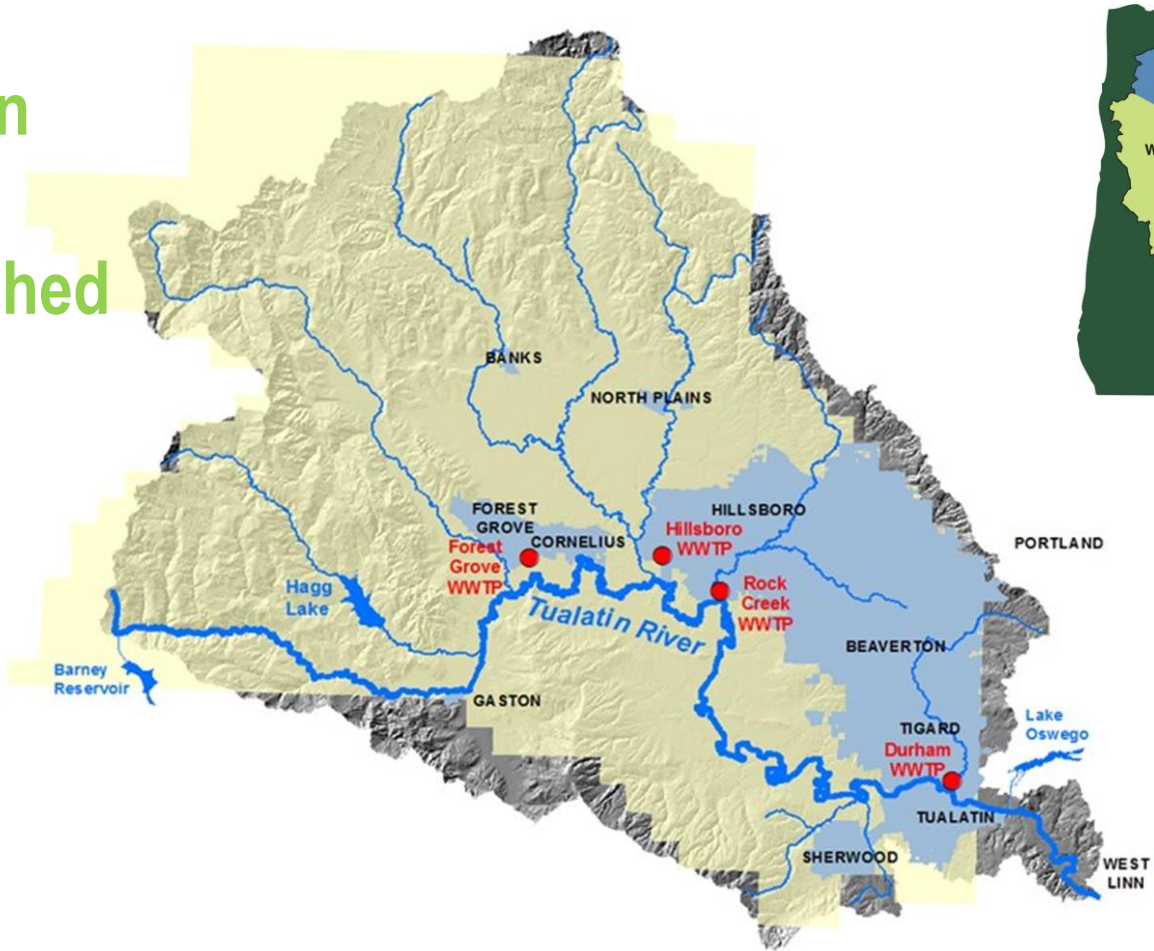 n
hed
W
BANKS
NORTH PLAINS
FOREST
GROVE
CORNELIUS
HILLSBORO
Forest
Grove
WWTP
Hillsboro
WWTP
PORTLAND
Hagg
Lake
Rock
Creek
WWTP
Tualatin River
BEAVERTON
Barney
Reservoir
GASTON
TIGARD
Lake
Oswego
Durham
WWTP
TUALATIN
SHERWOOD
WEST
LINN